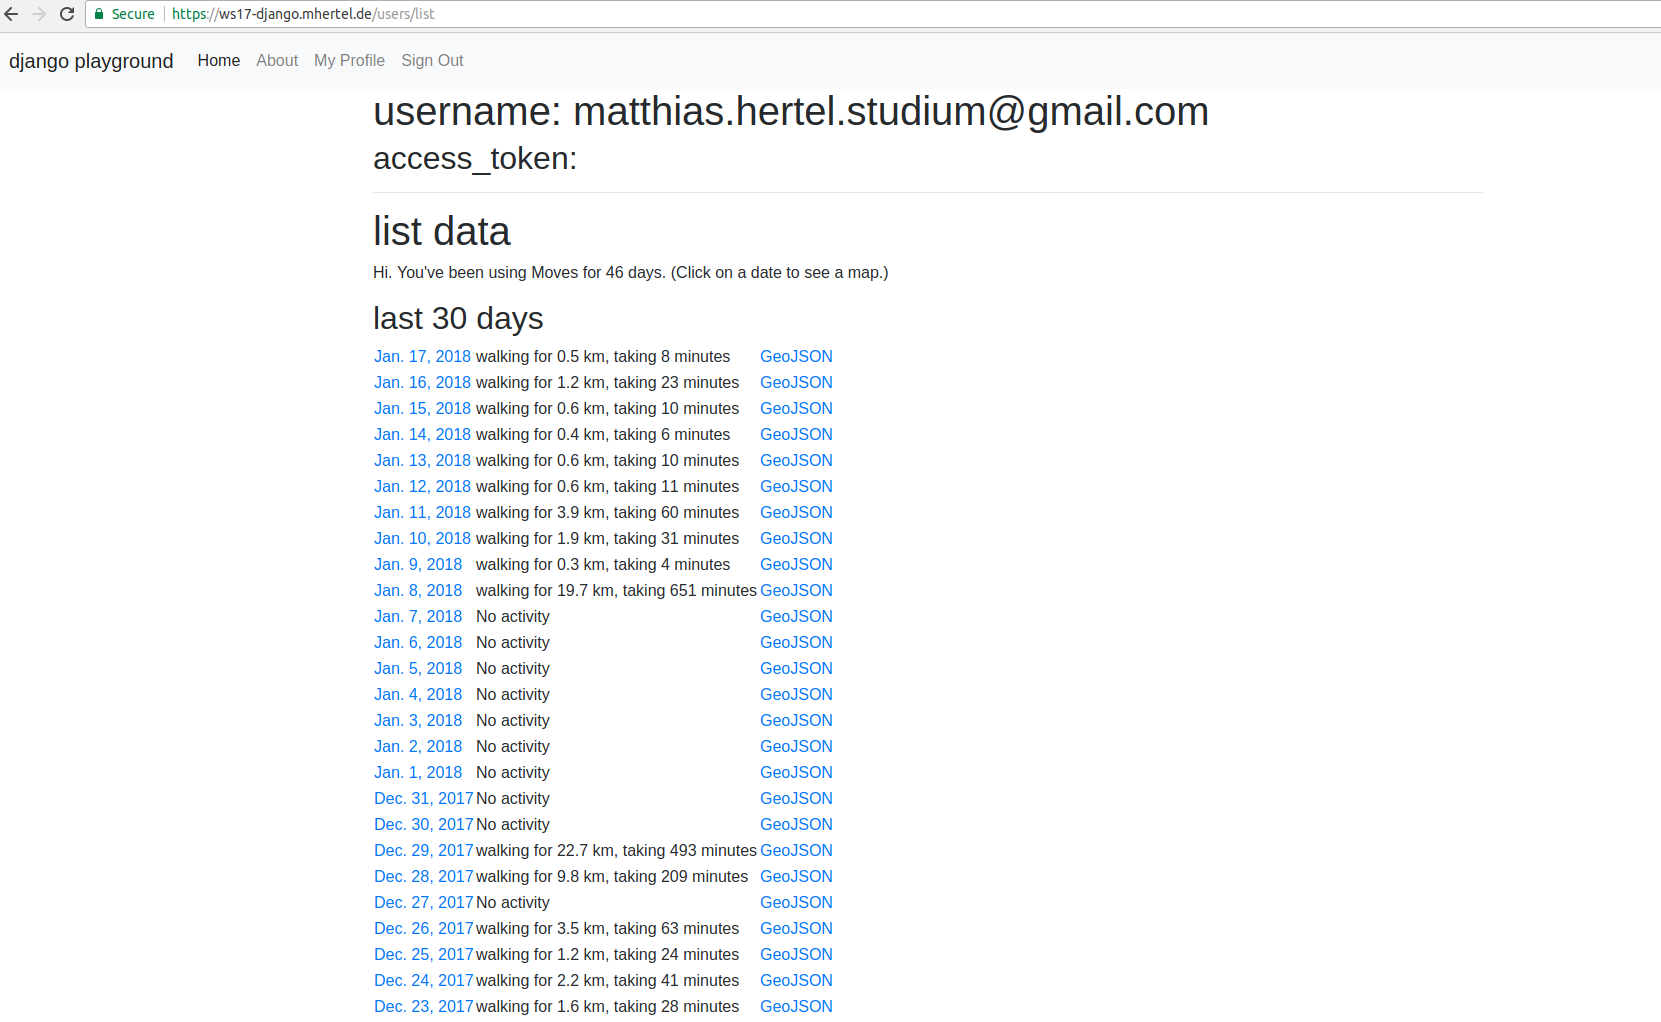 Secure https://ws17-django.mhertel.de/users/list
django playground Home About My Profile Sign Out
username: matthias.hertel.studium@gmail.com
access_token:
list data
Hi. You've been using Moves for 46 days. (Click on a date to see a map.)
last 30 days
Jan. 17, 2018 walking for 0.5 km, taking 8 minutes GeoJSON
Jan. 16, 2018 walking for 1.2 km, taking 23 minutes GeoJSON
Jan. 15, 2018 walking for 0.6 km, taking 10 minutes GeoJSON
Jan. 14, 2018 walking for 0.4 km, taking 6 minutes GeoJSON
Jan. 13, 2018 walking for 0.6 km, taking 10 minutes GeoJSON
Jan. 12, 2018 walking for 0.6 km, taking 11 minutes GeoJSON
Jan. 11, 2018 walking for 3.9 km, taking 60 minutes GeoJSON
Jan. 10, 2018 walking for 1.9 km, taking 31 minutes GeoJSON
Jan. 9, 2018 walking for 0.3 km, taking 4 minutes GeoJSON
Jan. 8, 2018 walking for 19.7 km, taking 651 minutes GeoJSON
Jan. 7, 2018 No activity GeoJSON
Jan. 6, 2018 No activity GeoJSON
Jan. 5, 2018 No activity GeoJSON
Jan. 4, 2018 No activity GeoJSON
Jan. 3, 2018 No activity GeoJSON
Jan. 2, 2018 No activity GeoJSON
Jan. 1, 2018 No activity GeoJSON
Dec. 31, 2017 No activity GeoJSON
Dec. 30, 2017 No activity GeoJSON
Dec. 29, 2017 walking for 22.7 km, taking 493 minutes GeoJSON
Dec. 28, 2017 walking for 9.8 km, taking 209 minutes GeoJSON
Dec. 27, 2017 No activity GeoJSON
Dec. 26, 2017 walking for 3.5 km, taking 63 minutes GeoJSON
Dec. 25, 2017 walking for 1.2 km, taking 24 minutes GeoJSON
Dec. 24, 2017 walking for 2.2 km, taking 41 minutes GeoJSON
Dec. 23, 2017 walking for 1.6 km, taking 28 minutes GeoJSON